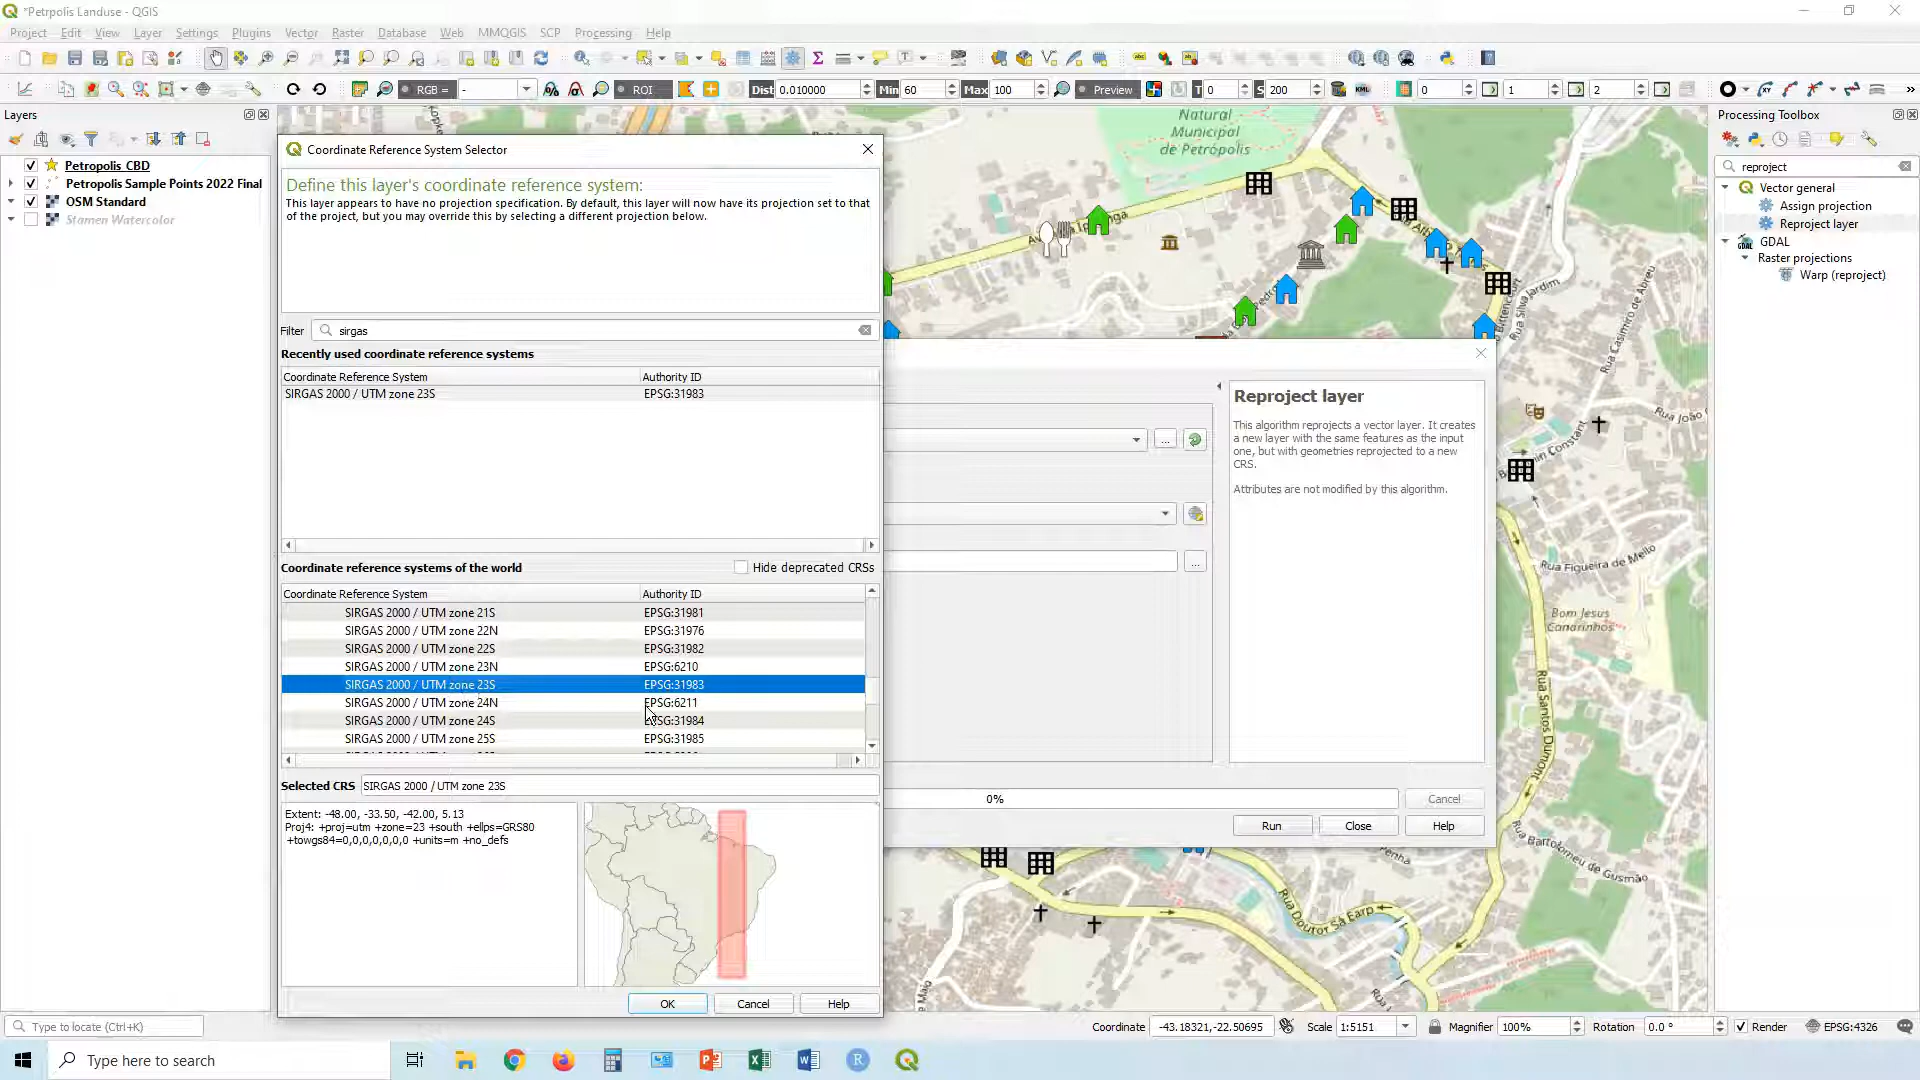 *Petrpolis Landuse - QGIS
Project Edit View Layer Settings Plugins Vector Raster Database Web MMQGIS SCP Processing Help
RGB = - ROI Dist 0.010000 Min 60 Max 100 Preview T 0 S 200 0 1 2
Layers
Petropolis CBD
Petropolis Sample Points 2022 Final
OSM Standard
Stamen Watercolor
Coordinate Reference System Selector
Define this layer's coordinate reference system:
This layer appears to have no projection specification. By default, this layer will now have its projection set to that
of the project, but you may override this by selecting a different projection below.
Filter sirgas
Recently used coordinate reference systems
Coordinate Reference System Authority ID
SIRGAS 2000 / UTM zone 23S EPSG:31983
Coordinate reference systems of the world Hide deprecated CRSs
Coordinate Reference System Authority ID
SIRGAS 2000 / UTM zone 21S EPSG:31981
SIRGAS 2000 / UTM zone 22N EPSG:31976
SIRGAS 2000 / UTM zone 22S EPSG:31982
SIRGAS 2000 / UTM zone 23N EPSG:6210
SIRGAS 2000 / UTM zone 23S EPSG:31983
SIRGAS 2000 / UTM zone 24N EPSG:6211
SIRGAS 2000 / UTM zone 24S EPSG:31984
SIRGAS 2000 / UTM zone 25S EPSG:31985
Selected CRS SIRGAS 2000 / UTM zone 23S
Extent: -48.00, -33.50, -42.00, 5.13
Proj4: +proj=utm +zone=23 +south +ellps=GRS80
+towgs84=0,0,0,0,0,0,0 +units=m +no_defs
OK Cancel Help
Natural
Municipal
de Petrópolis
Rua Silva Jardim
Rua Casimiro de Abreu
Rua João
Rua Figueira de Mello
Bom Jesus
Canarinhos
Rua Santos Dumont
Rua Bartolomeu de Gusmão
Rua Doutor Sá Earp
Penha
Reproject layer
This algorithm reprojects a vector layer. It creates
a new layer with the same features as the input
one, but with geometries reprojected to a new
CRS.
Attributes are not modified by this algorithm.
0% Cancel
Run Close Help
Processing Toolbox
reproject
Vector general
Assign projection
Reproject layer
GDAL
Raster projections
Warp (reproject)
Type to locate (Ctrl+K)
Coordinate -43.18321,-22.50695 Scale 1:5151 Magnifier 100% Rotation 0.0 ° Render EPSG:4326
Type here to search